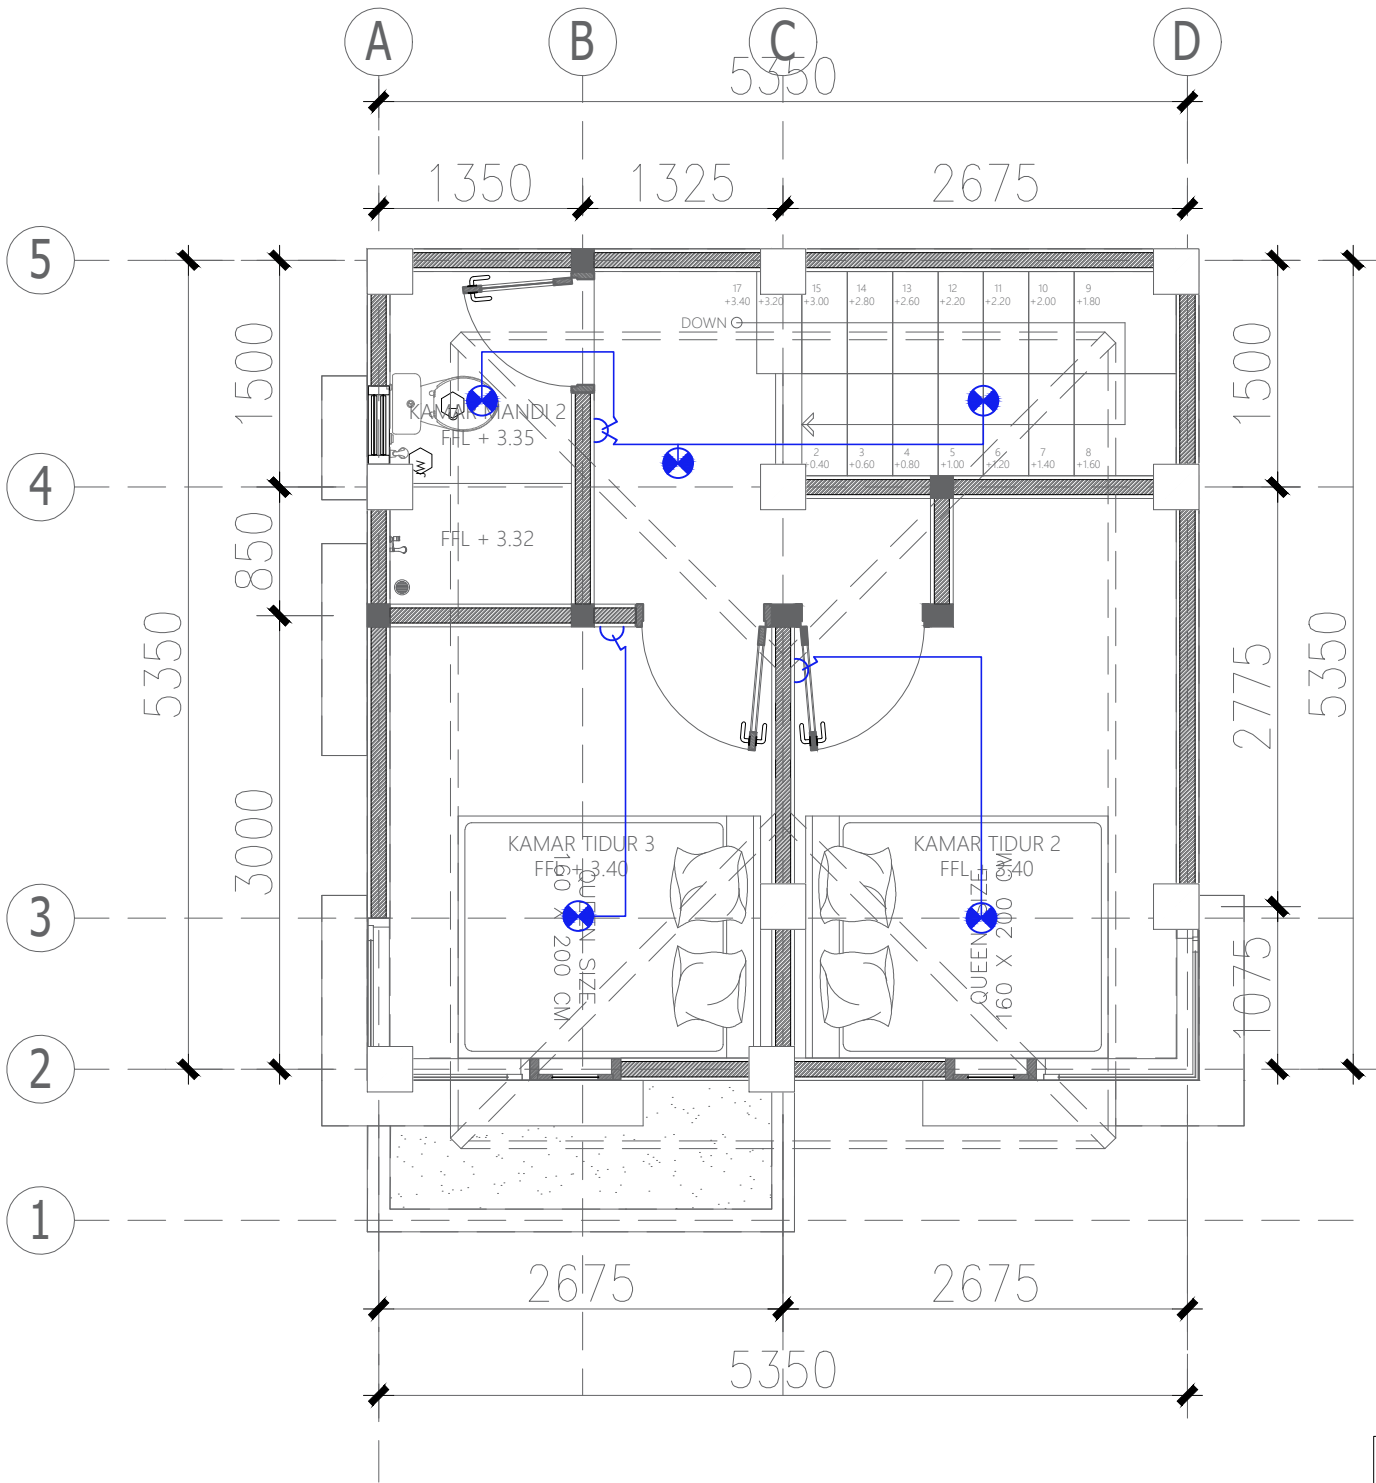 A B C D
5350
1350 1325 2675
5
17 15 14 13 12 11 10 9
+3.40 +3.20 +3.00 +2.80 +2.60 +2.20 +2.20 +2.00 +1.80
DOWN
1500 1500
KAMAR MANDI 2
FFL + 3.35
2 3 4 5 6 7 8
+0.40 +0.60 +0.80 +1.00 +1.20 +1.40 +1.60
4
850
FFL + 3.32
5350 2775 5350
3000
KAMAR TIDUR 3
FFL + 3.40
QUEEN SIZE
160 X 200 CM
KAMAR TIDUR 2
FFL + 3.40
QUEEN SIZE
160 X 200 CM
3
1075
2
1
2675 2675
5350